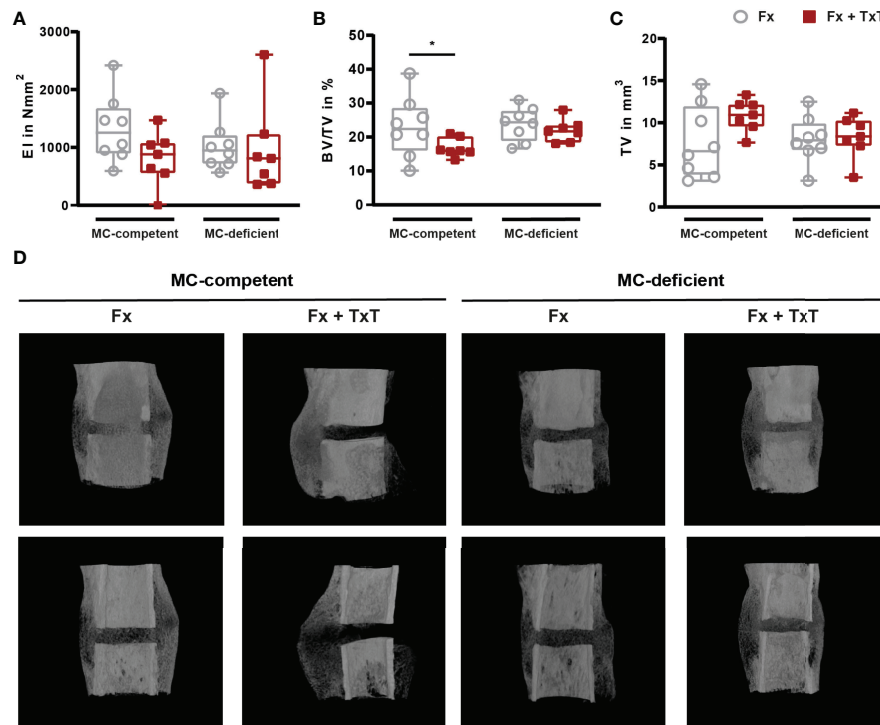 A
B
C
Fx
Fx + TxT
EI in Nmm²
3000
2000
1000
0
MC-competent
MC-deficient
BV/TV in %
50
40
30
20
10
0
*
MC-competent
MC-deficient
TV in mm³
20
15
10
5
0
MC-competent
MC-deficient
D
MC-competent
MC-deficient
Fx
Fx + TxT
Fx
Fx + TxT